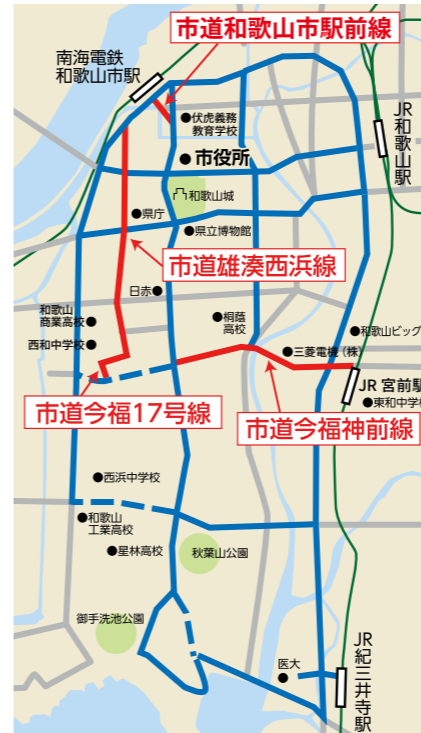 市道和歌山市駅前線
南海電鉄
和歌山市駅
伏虎義務
教育学校
JR和歌山駅
市役所
和歌山城
県庁
県立博物館
市道雄湊西浜線
日赤
和歌山
商業高校
桐蔭
高校
和歌山ビッグ
西和中学校
三菱電機(株)
JR 宮前駅
東和中学校
市道今福17号線
市道今福神前線
西浜中学校
和歌山
工業高校
星林高校
秋葉山公園
御手洗池公園
医大
JR紀三井寺駅